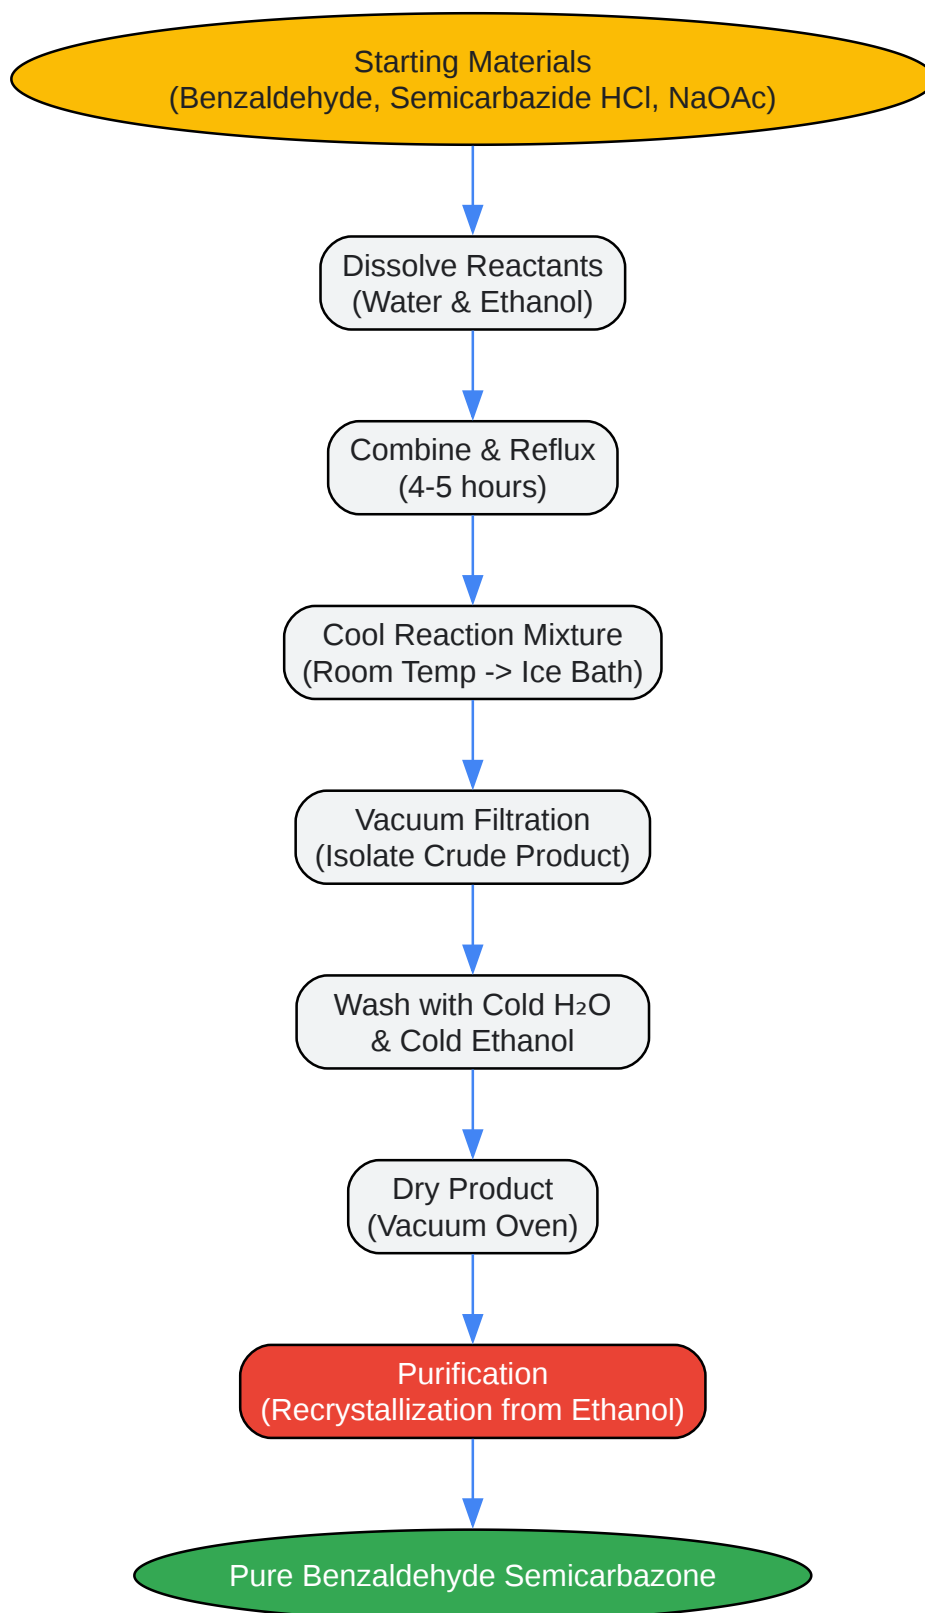 Starting Materials
(Benzaldehyde, Semicarbazide HCl, NaOAc)
Dissolve Reactants
(Water & Ethanol)
Combine & Reflux
(4-5 hours)
Cool Reaction Mixture
(Room Temp -> Ice Bath)
Vacuum Filtration
(Isolate Crude Product)
Wash with Cold H₂O
& Cold Ethanol
Dry Product
(Vacuum Oven)
Purification
(Recrystallization from Ethanol)
Pure Benzaldehyde Semicarbazone